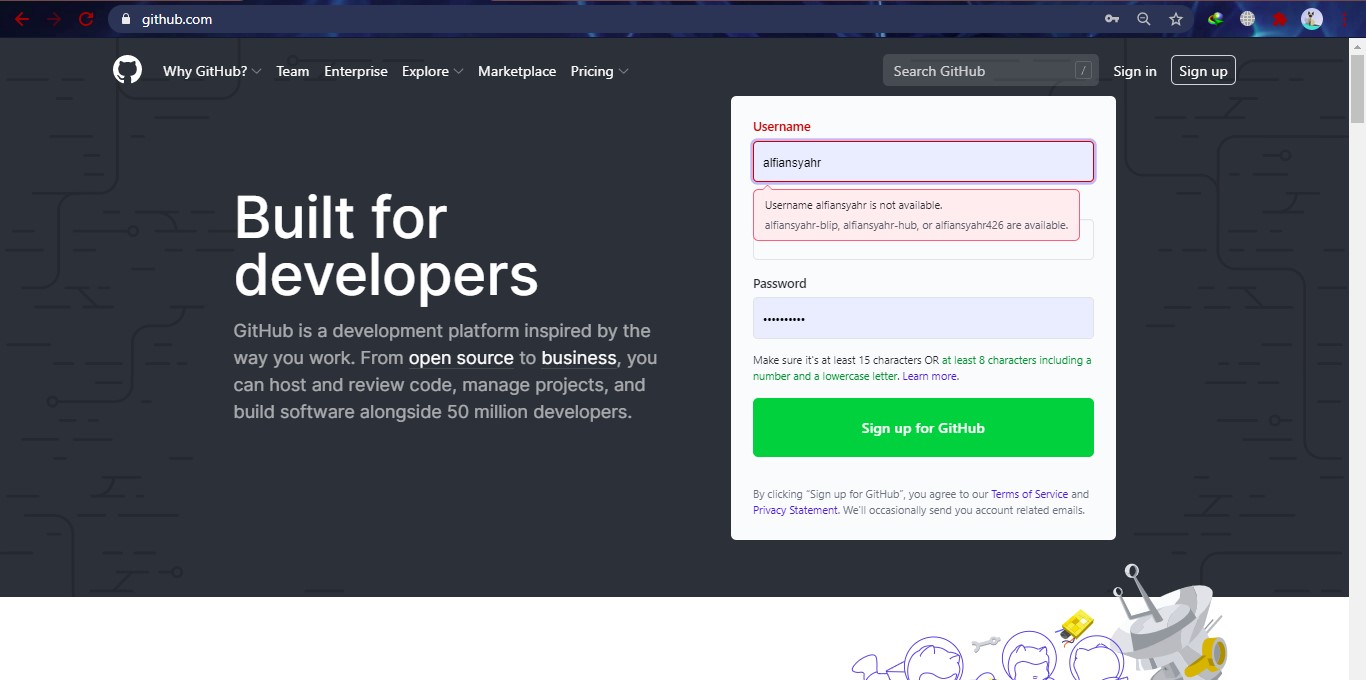 github.com
Why GitHub? Team Enterprise Explore Marketplace Pricing Search GitHub / Sign in Sign up
Username
alfiansyahr
Username alfiansyahr is not available.
alfiansyahr-blip, alfiansyahr-hub, or alfiansyahr426 are available.
Built for
developers
GitHub is a development platform inspired by the
way you work. From open source to business, you
can host and review code, manage projects, and
build software alongside 50 million developers.
Password
••••••••••
Make sure it's at least 15 characters OR at least 8 characters including a
number and a lowercase letter. Learn more.
Sign up for GitHub
By clicking “Sign up for GitHub”, you agree to our Terms of Service and
Privacy Statement. We’ll occasionally send you account related emails.